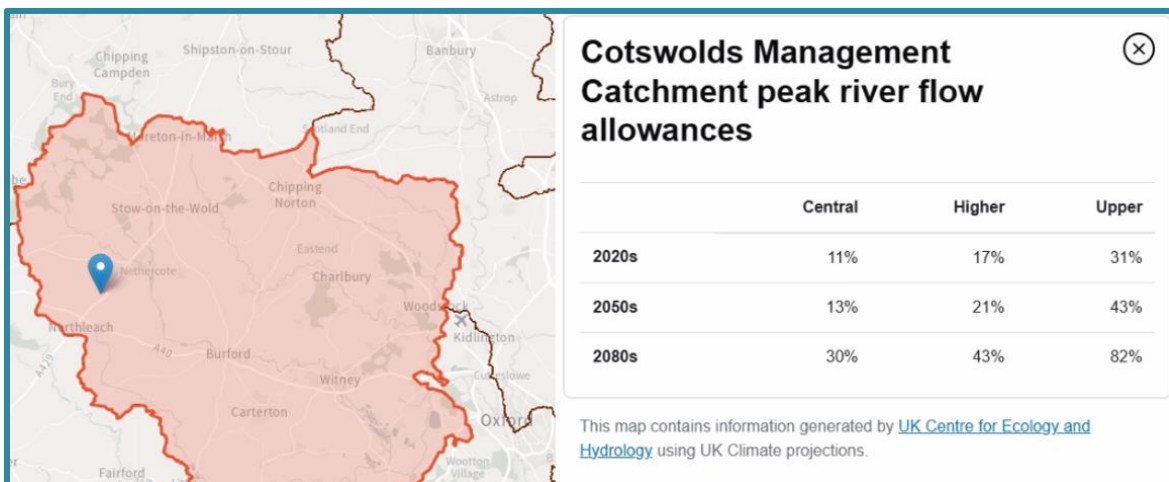 Chipping
Campden
Shipston-on-Stour
Banbury
Bury
End
Astrop
Moreton-in-Marsh
Scotland End
Chipping
Norton
Stow-on-the-Wold
Eastend
Nethercote
Charlbury
Woodstock
Northleach
Kidlington
A40
Burford
A429
Witney
Cutteslowe
Carterton
Oxford
Wootton
Village
Fairford
Cotswolds Management
Catchment peak river flow
allowances
Central Higher Upper
2020s 11% 17% 31%
2050s 13% 21% 43%
2080s 30% 43% 82%
This map contains information generated by UK Centre for Ecology and
Hydrology using UK Climate projections.